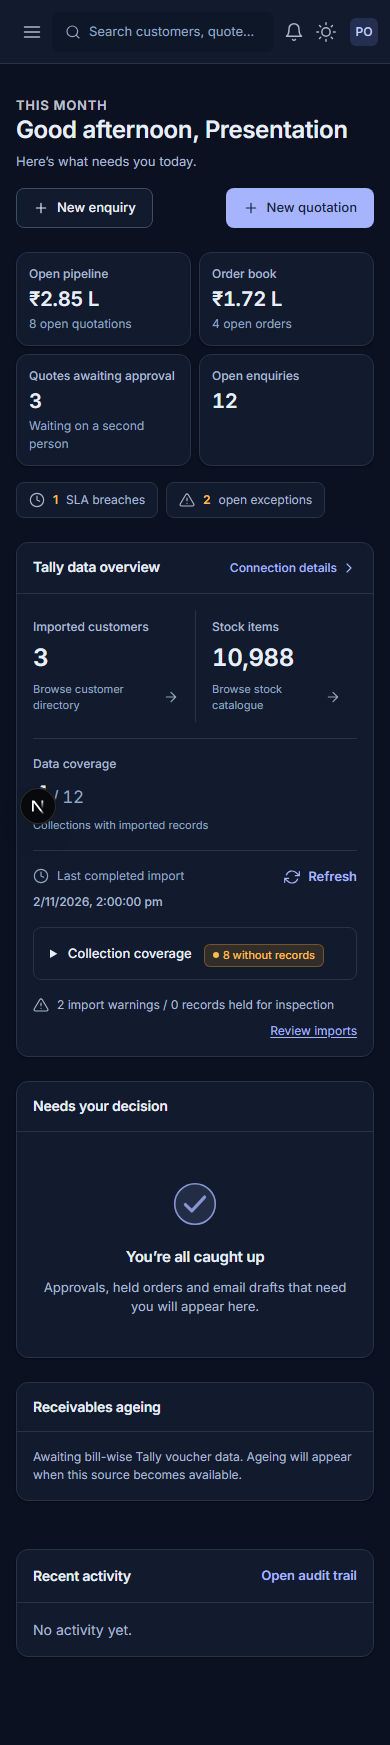 Search customers, quote...
PO
THIS MONTH
Good afternoon, Presentation
Here's what needs you today.
New enquiry
New quotation
Open pipeline
₹2.85 L
8 open quotations
Order book
₹1.72 L
4 open orders
Quotes awaiting approval
3
Waiting on a second
person
Open enquiries
12
1 SLA breaches
2 open exceptions
Tally data overview
Connection details
Imported customers
3
Browse customer
directory
Stock items
10,988
Browse stock
catalogue
Data coverage
/ 12
N
Collections with imported records
Last completed import
Refresh
2/11/2026, 2:00:00 pm
Collection coverage
8 without records
2 import warnings / 0 records held for inspection
Review imports
Needs your decision
You're all caught up
Approvals, held orders and email drafts that need
you will appear here.
Receivables ageing
Awaiting bill-wise Tally voucher data. Ageing will appear
when this source becomes available.
Recent activity
Open audit trail
No activity yet.